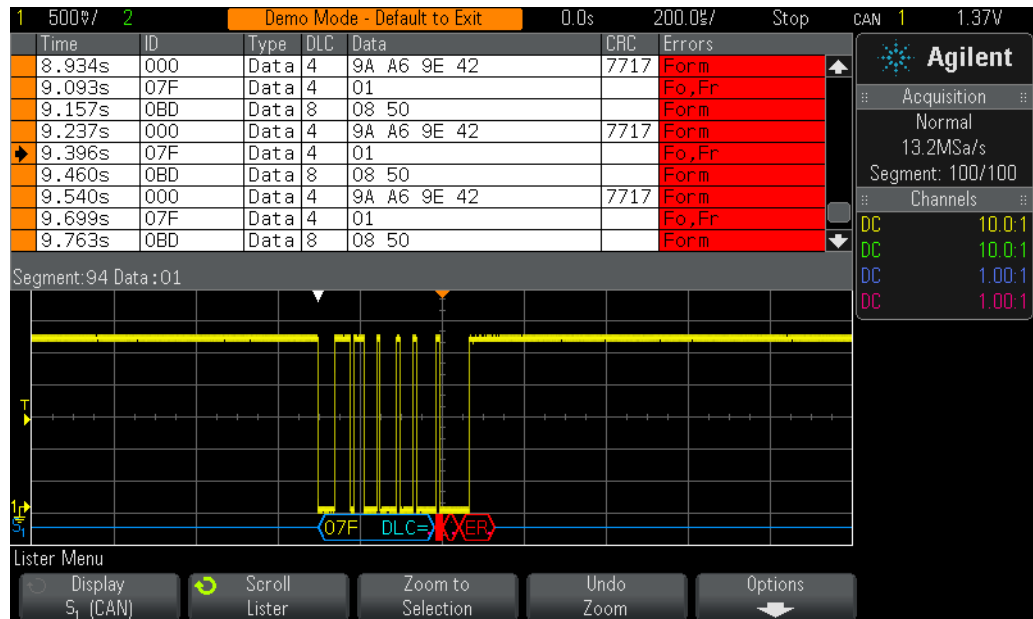 1 500㎷/ 2 Demo Mode - Default to Exit 0.0s 200.0㎲/ Stop CAN 1 1.37V
Time ID Type DLC Data CRC Errors
8.934s 000 Data 4 9A A6 9E 42 7717 Form
9.093s 07F Data 4 01 Fo,Fr
9.157s 0BD Data 8 08 50 Form
9.237s 000 Data 4 9A A6 9E 42 7717 Form
9.396s 07F Data 4 01 Fo,Fr
9.460s 0BD Data 8 08 50 Form
9.540s 000 Data 4 9A A6 9E 42 7717 Form
9.699s 07F Data 4 01 Fo,Fr
9.763s 0BD Data 8 08 50 Form
Segment:94 Data:01
Agilent
Acquisition
Normal
13.2MSa/s
Segment: 100/100
Channels
DC 10.0:1
DC 10.0:1
DC 1.00:1
DC 1.00:1
T
1
S1
07F DLC= ER
Lister Menu
Display
S1 (CAN)
Scroll
Lister
Zoom to
Selection
Undo
Zoom
Options